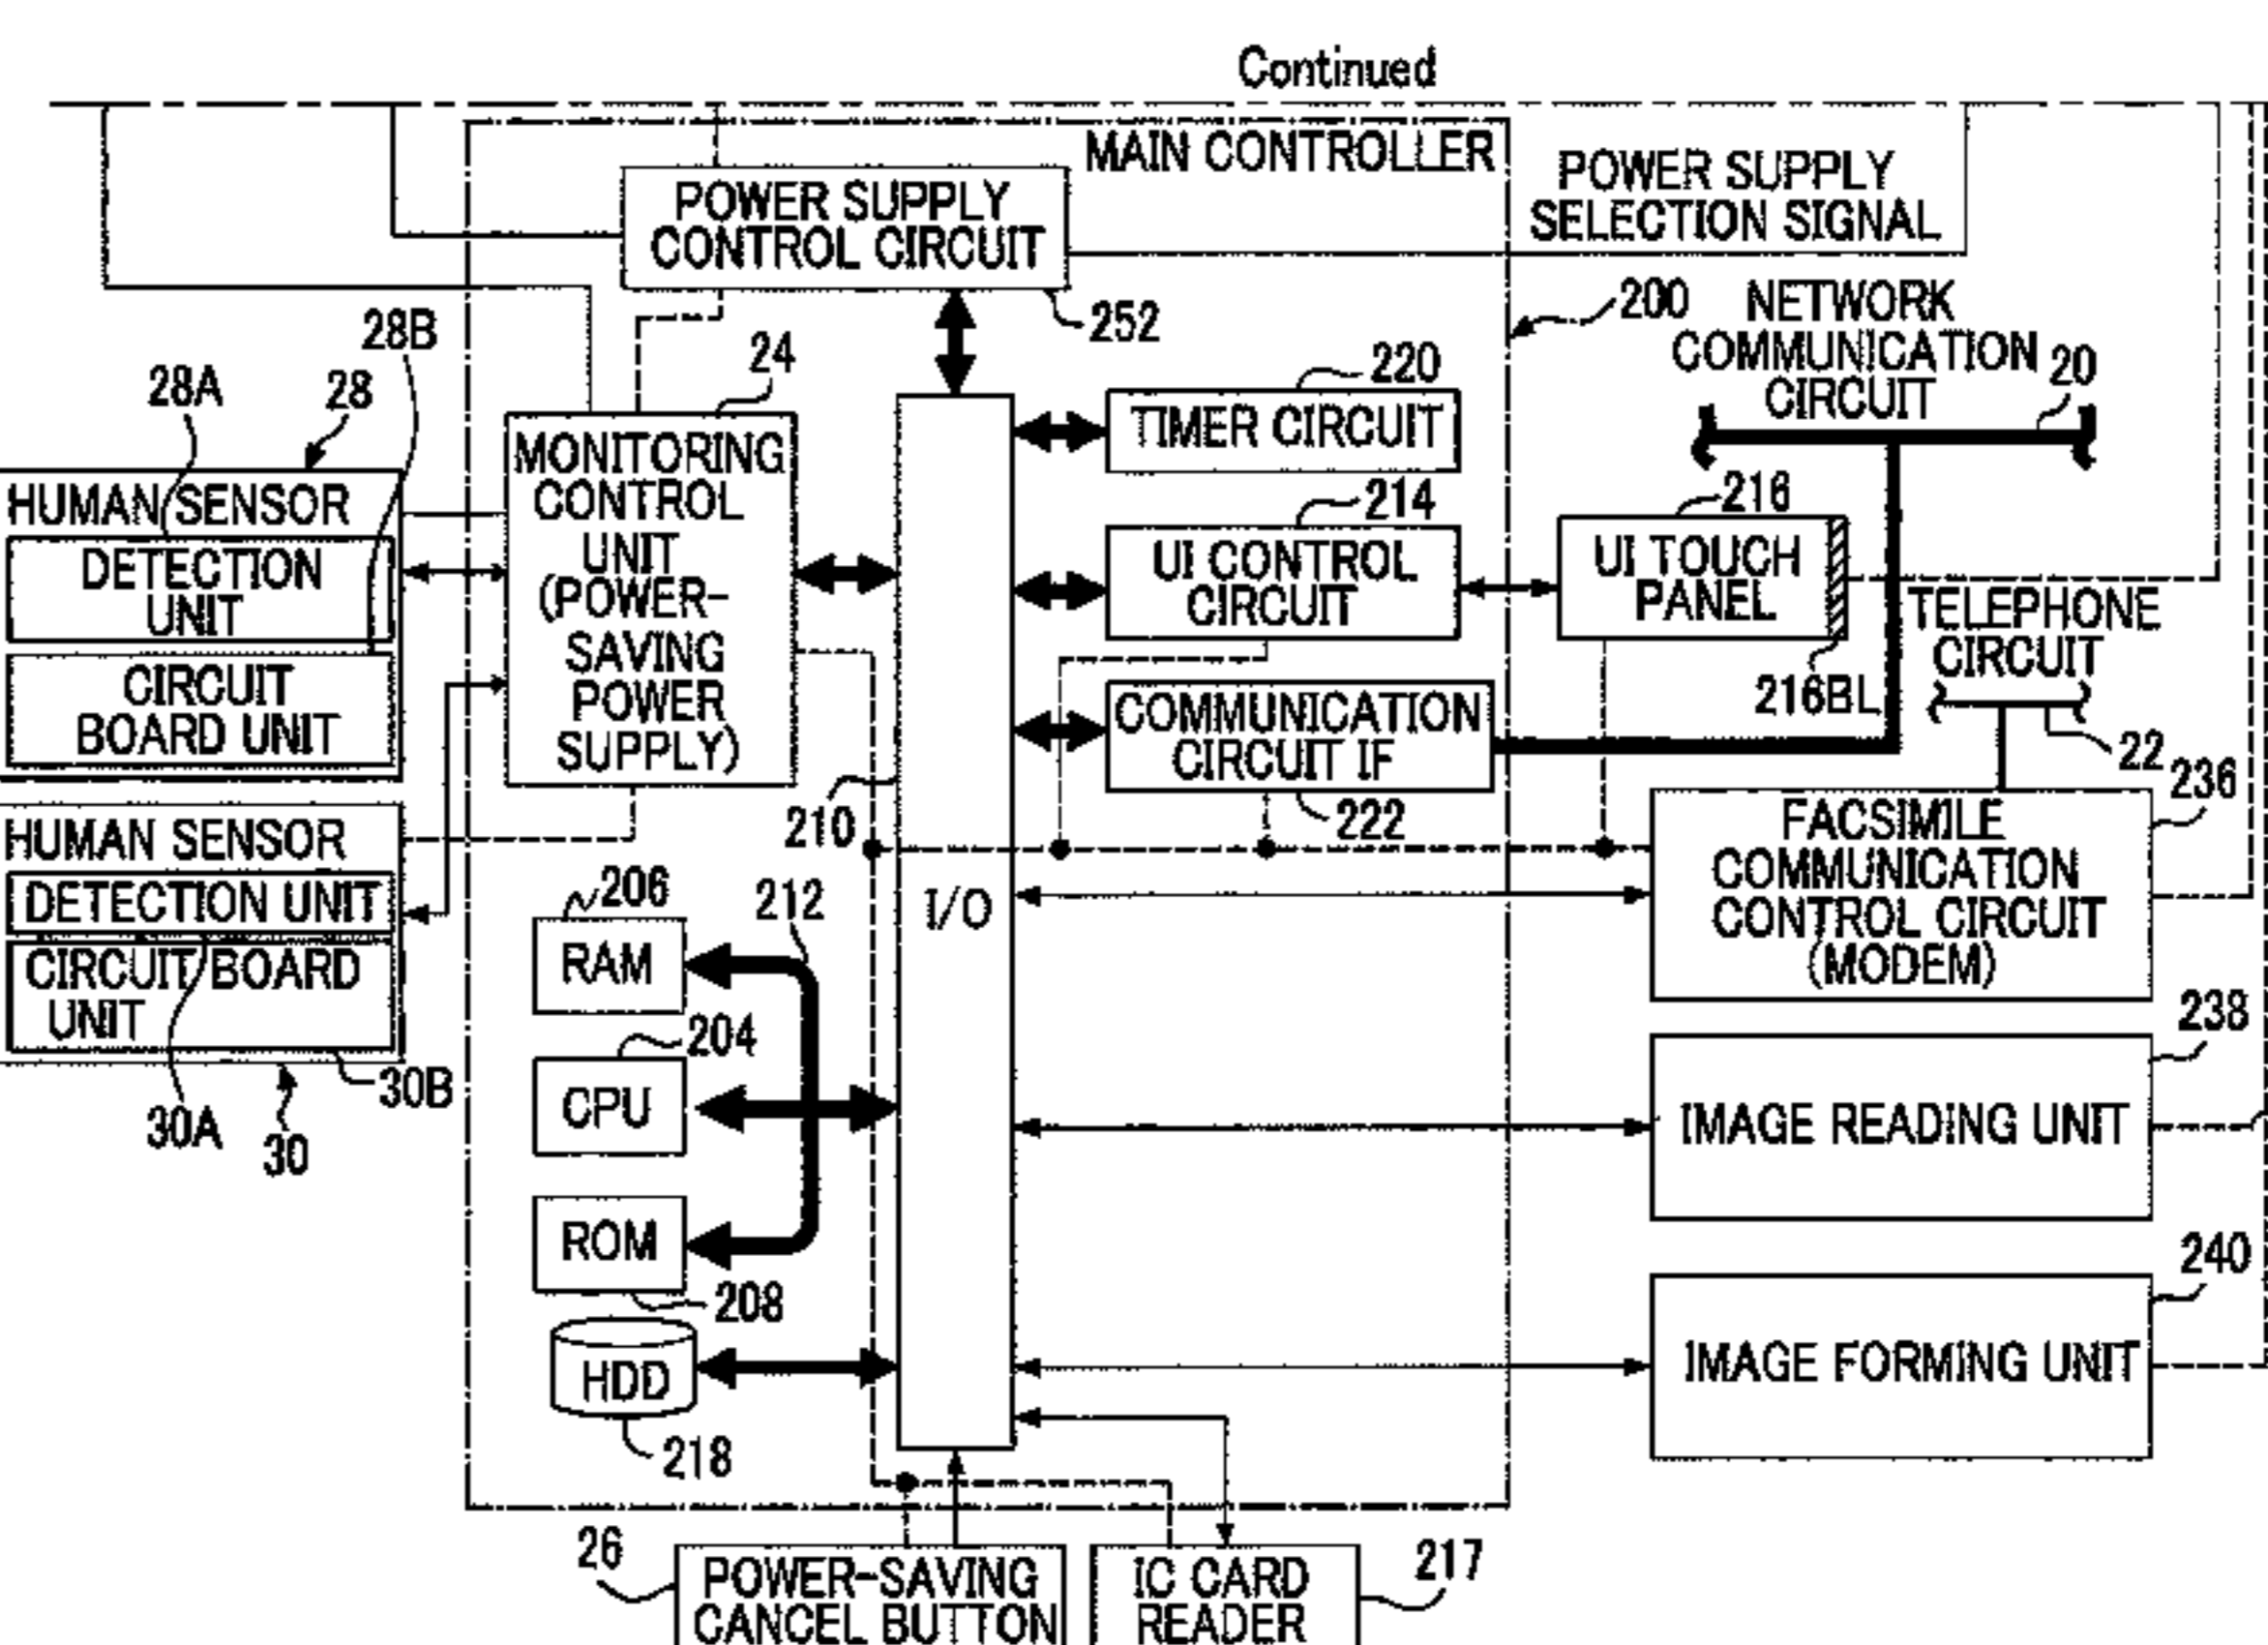 Continued
MAIN CONTROLLER
POWER SUPPLY
CONTROL CIRCUIT
252
POWER SUPPLY
SELECTION SIGNAL
200
NETWORK
COMMUNICATION
CIRCUIT
20
28B
28A
28
24
220
TIMER CIRCUIT
HUMAN SENSOR
DETECTION
UNIT
CIRCUIT
BOARD UNIT
MONITORING
CONTROL
UNIT
(POWER-
SAVING
POWER
SUPPLY)
214
UI CONTROL
CIRCUIT
216
UI TOUCH
PANEL
216BL
TELEPHONE
CIRCUIT
22
COMMUNICATION
CIRCUIT IF
222
210
I/O
236
FACSIMILE
COMMUNICATION
CONTROL CIRCUIT
(MODEM)
HUMAN SENSOR
DETECTION UNIT
CIRCUIT BOARD
UNIT
30B
30A
30
206
RAM
212
204
CPU
ROM
208
HDD
218
238
IMAGE READING UNIT
240
IMAGE FORMING UNIT
26
POWER-SAVING
CANCEL BUTTON
IC CARD
READER
217